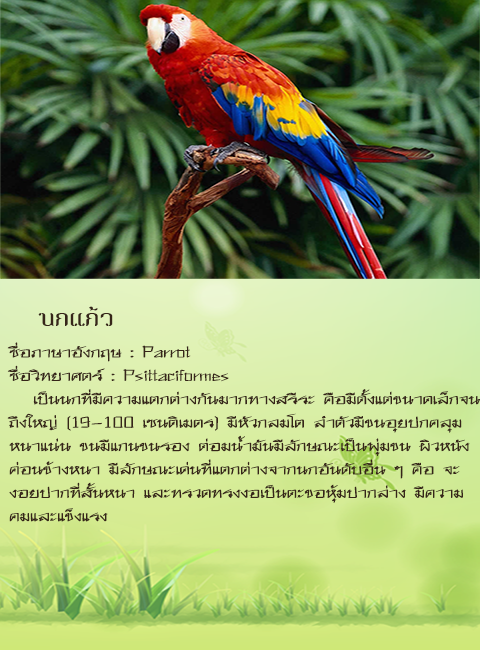 นกแก้ว
ชื่อภาษาอังกฤษ : Parrot
ชื่อวิทยาศตร์ : Psittaciformes
เป็นนกที่มีความแตกต่างกันมากทางสรีระ คือมีตั้งแต่ขนาดเล็กจน
ถึงใหญ่ (19-100 เซนติเมตร) มีหัวกลมโต ลำตัวมีขนอุยปกคลุม
หนาแน่น ขนมีแกนขนรอง ต่อมน้ำมันมีลักษณะเป็นพุ่มขน ผิวหนัง
ค่อนข้างหนา มีลักษณะเด่นที่แตกต่างจากนกอันดับอื่น ๆ คือ จะ
งอยปากที่สั้นหนา และทรวดทรงงอเป็นตะขอหุ้มปากล่าง มีความ
คมและแข็งแรง